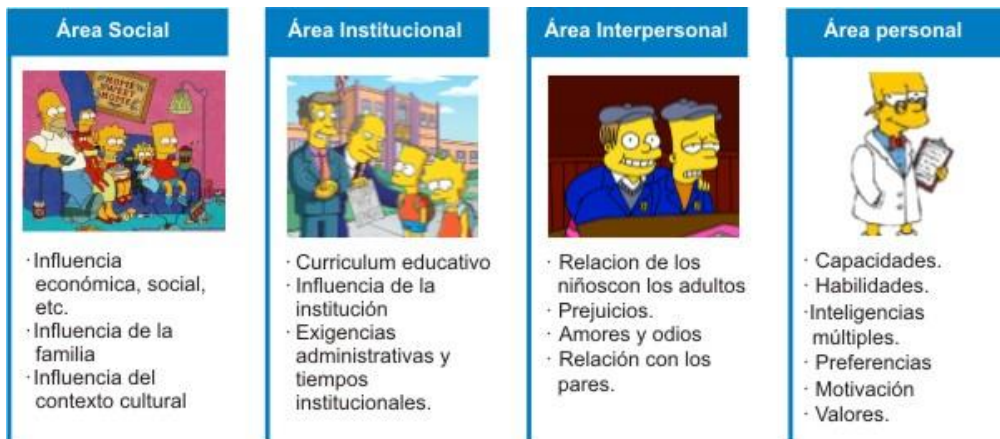 Área Social
HOME
SWEET
HOME
· Influencia
económica, social,
etc.
· Influencia de la
familia
· Influencia del
contexto cultural
Área Institucional
· Curriculum educativo
· Influencia de la
institución
· Exigencias
administrativas y
tiempos
institucionales.
Área Interpersonal
· Relacion de los
niñoscon los adultos
· Prejuicios.
· Amores y odios
· Relación con los
pares.
Área personal
· Capacidades.
· Habilidades.
·Inteligencias
múltiples.
· Preferencias
· Motivación
· Valores.